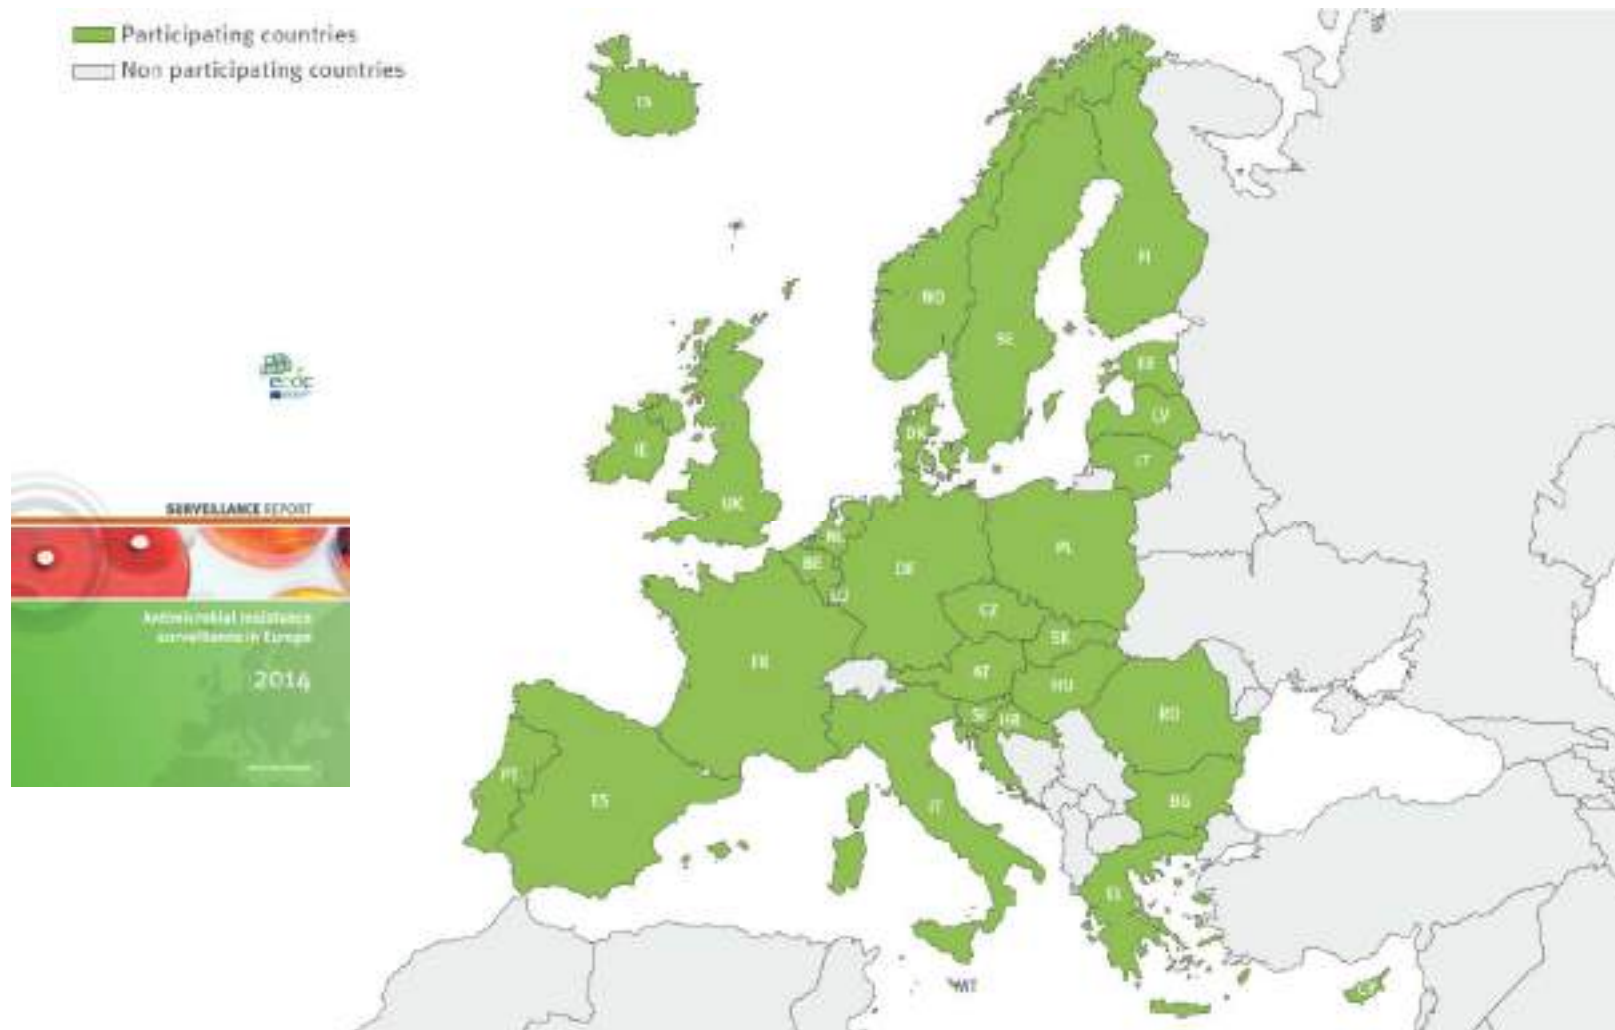 Participating countries
Non participating countries
IS
FI
NO
SE
EE
LV
LT
DK
IE
UK
NL
BE
LU
DE
PL
CZ
SK
AT
HU
FR
SI
HR
RO
PT
ES
IT
BG
EL
MT
CY
ecdc
SURVEILLANCE REPORT
Antimicrobial resistance
surveillance in Europe
2014